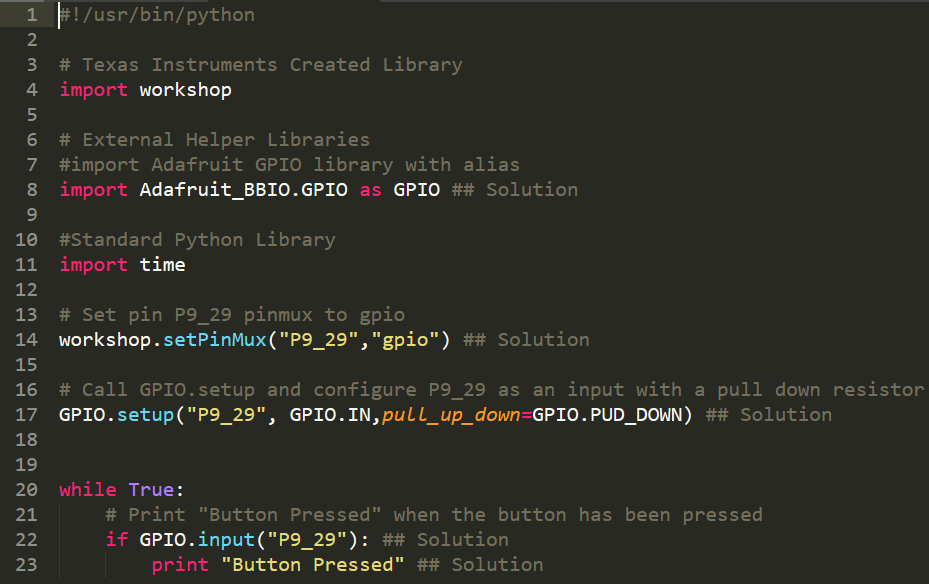 1 #!/usr/bin/python
2
3 # Texas Instruments Created Library
4 import workshop
5
6 # External Helper Libraries
7 #import Adafruit GPIO library with alias
8 import Adafruit_BBIO.GPIO as GPIO ## Solution
9
10 #Standard Python Library
11 import time
12
13 # Set pin P9_29 pinmux to gpio
14 workshop.setPinMux("P9_29","gpio") ## Solution
15
16 # Call GPIO.setup and configure P9_29 as an input with a pull down resistor
17 GPIO.setup("P9_29", GPIO.IN,pull_up_down=GPIO.PUD_DOWN) ## Solution
18
19
20 while True:
21     # Print "Button Pressed" when the button has been pressed
22     if GPIO.input("P9_29"): ## Solution
23         print "Button Pressed" ## Solution